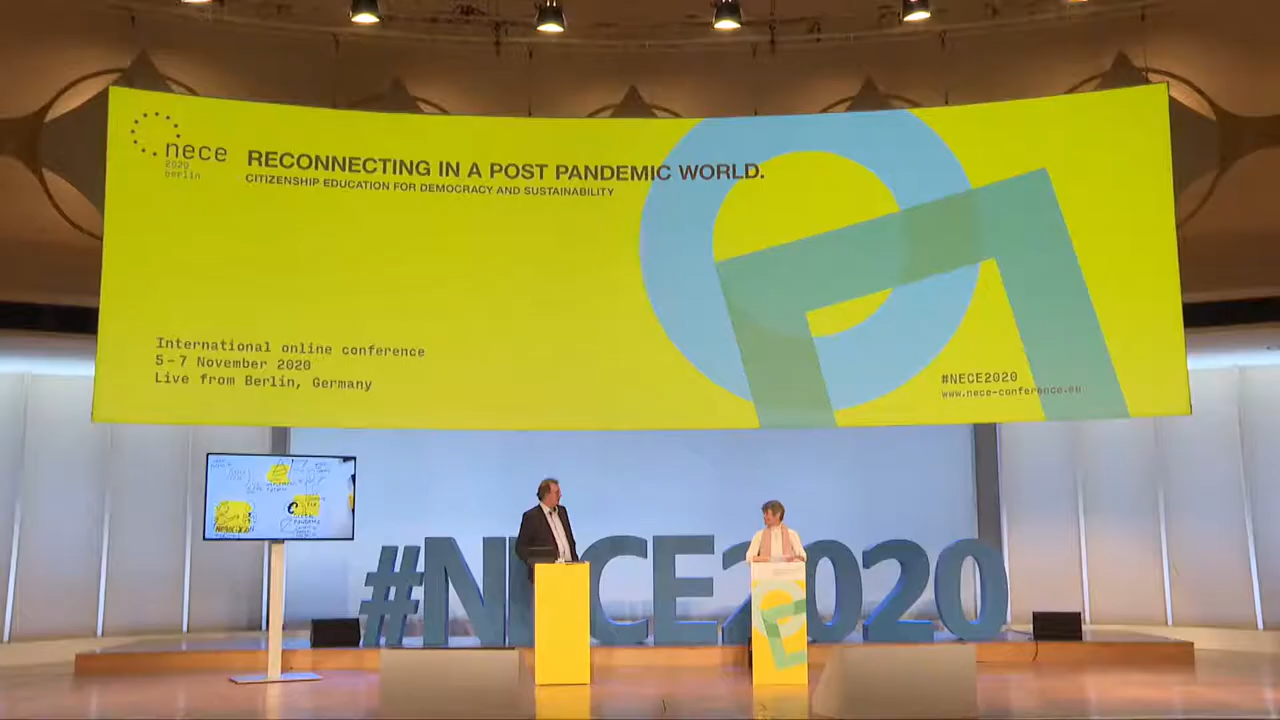 nece
2020
berlin
RECONNECTING IN A POST PANDEMIC WORLD.
CITIZENSHIP EDUCATION FOR DEMOCRACY AND SUSTAINABILITY
International online conference
5-7 November 2020
Live from Berlin, Germany
#NECE2020
www.nece-conference.eu
#NECE2020